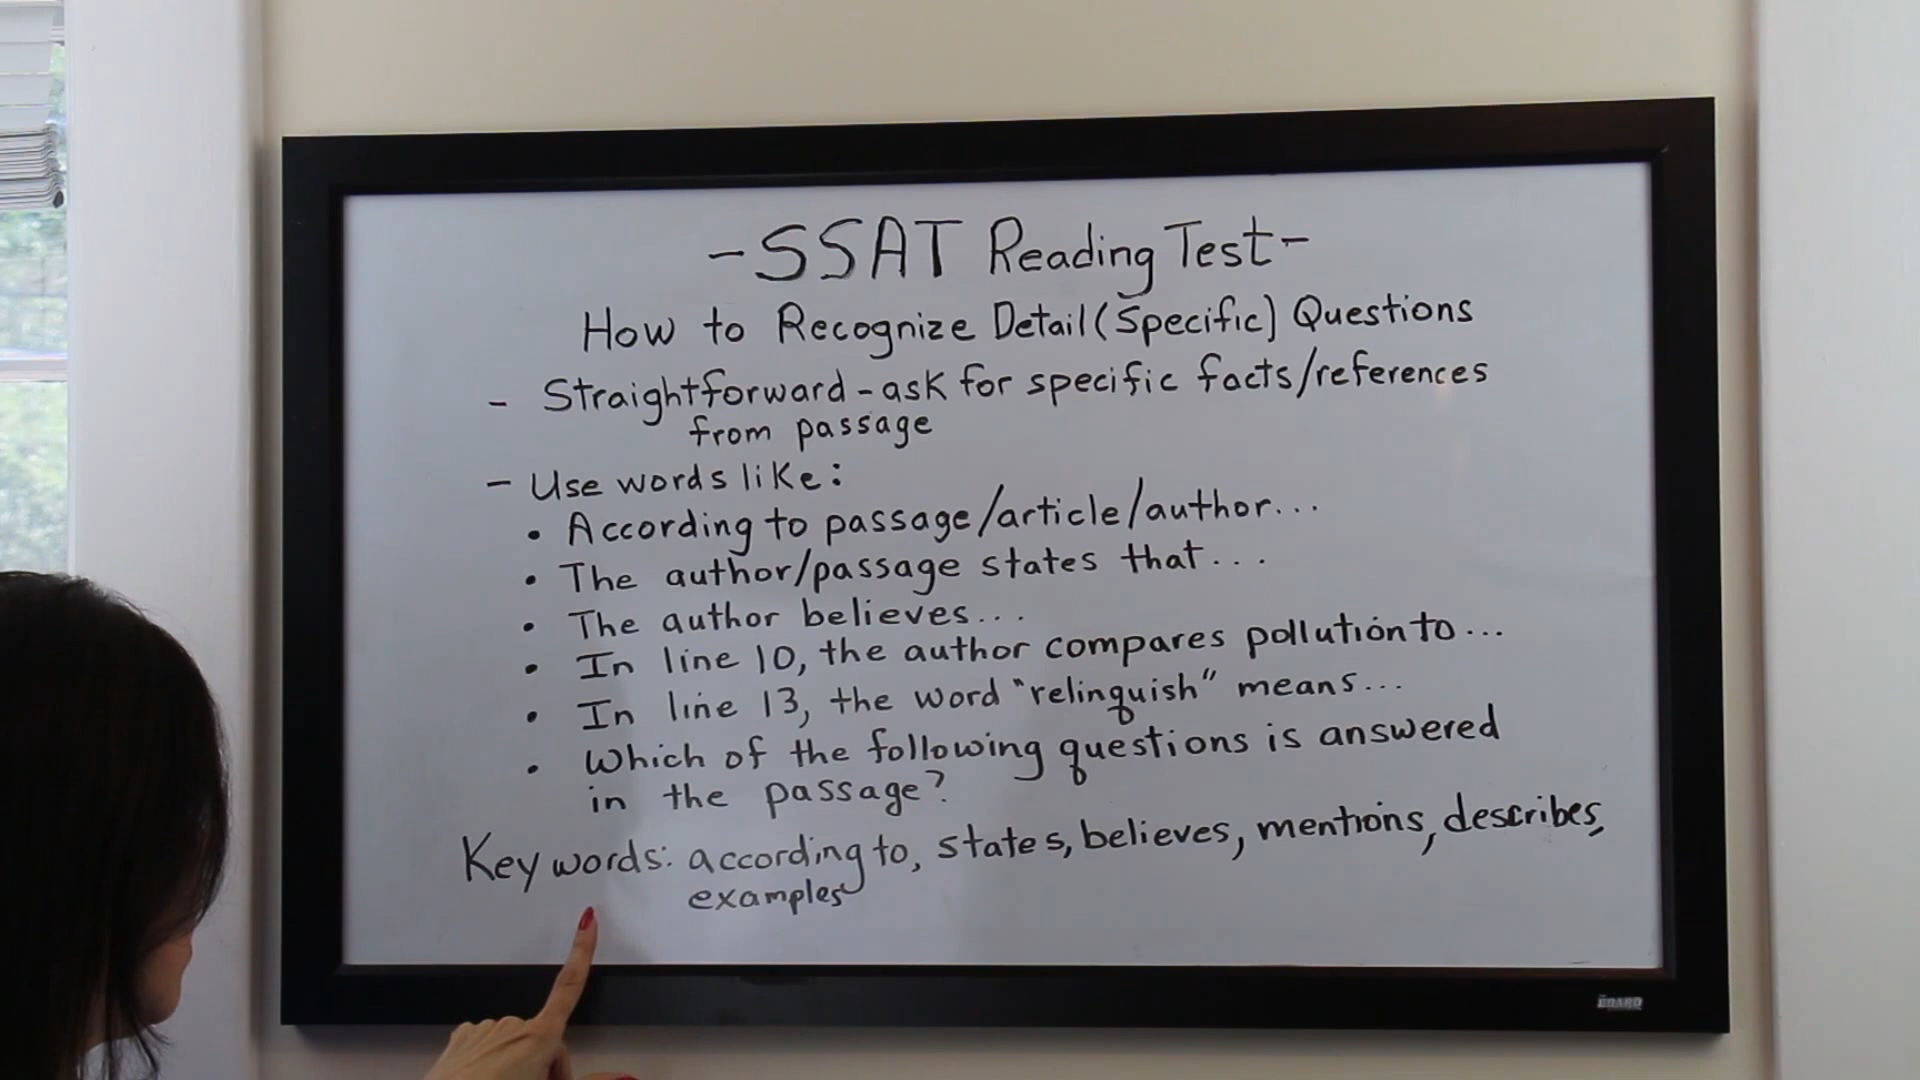 -SSAT Reading Test-
How to Recognize Detail (Specific) Questions
- Straightforward - ask for specific facts/references
from passage
- Use words like:
• According to passage/article/author...
• The author/passage states that...
• The author believes...
• In line 10, the author compares pollution to...
• In line 13, the word "relinquish" means...
• Which of the following questions is answered
in the passage?
Key words: according to, states, believes, mentions, describes,
examples